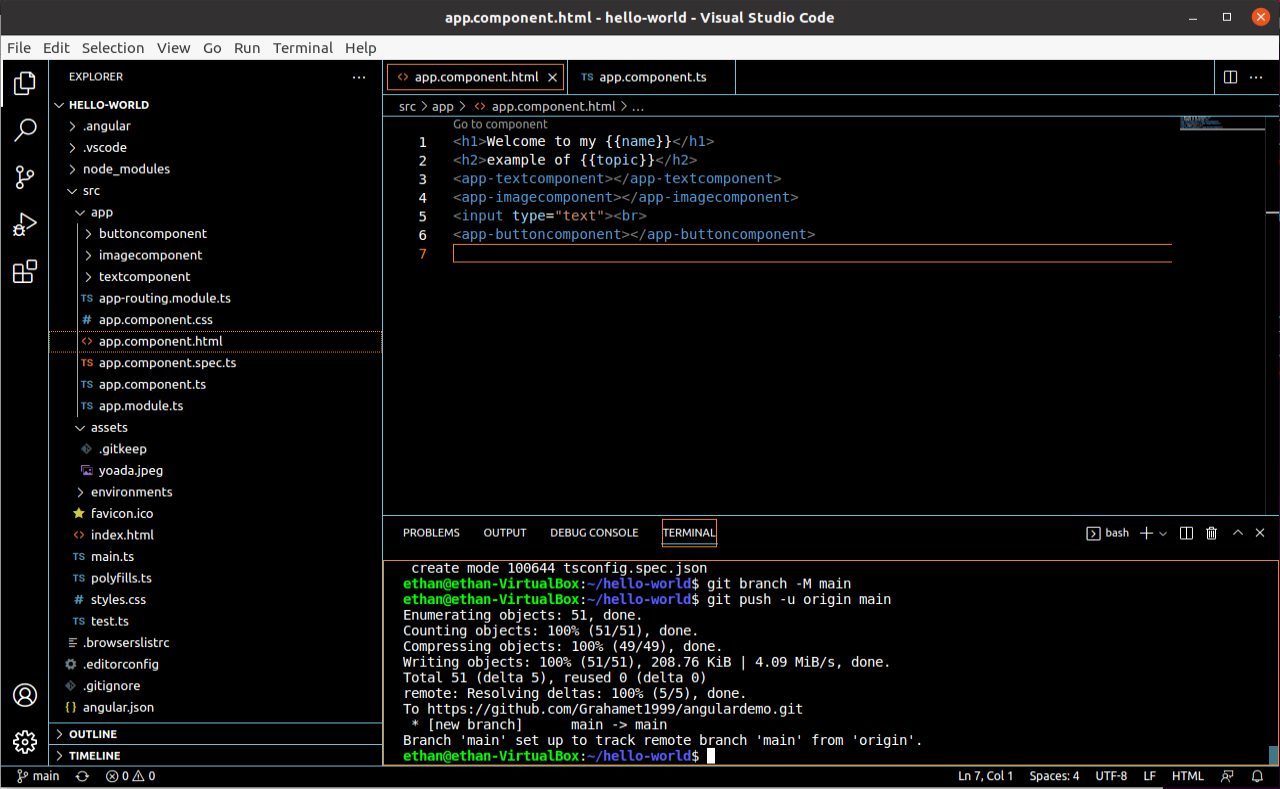 app.component.html - hello-world - Visual Studio Code
File Edit Selection View Go Run Terminal Help
EXPLORER
HELLO-WORLD
.angular
.vscode
node_modules
src
app
buttoncomponent
imagecomponent
textcomponent
TS app-routing.module.ts
# app.component.css
<> app.component.html
TS app.component.spec.ts
TS app.component.ts
TS app.module.ts
assets
.gitkeep
yoada.jpeg
environments
favicon.ico
<> index.html
TS main.ts
TS polyfills.ts
# styles.css
TS test.ts
.browserslistrc
.editorconfig
.gitignore
{} angular.json
OUTLINE
TIMELINE
<> app.component.html
TS app.component.ts
src > app > <> app.component.html > ...
Go to component
1 <h1>Welcome to my {{name}}</h1>
2 <h2>example of {{topic}}</h2>
3 <app-textcomponent></app-textcomponent>
4 <app-imagecomponent></app-imagecomponent>
5 <input type="text"><br>
6 <app-buttoncomponent></app-buttoncomponent>
7
PROBLEMS OUTPUT DEBUG CONSOLE TERMINAL bash
create mode 100644 tsconfig.spec.json
ethan@ethan-VirtualBox:~/hello-world$ git branch -M main
ethan@ethan-VirtualBox:~/hello-world$ git push -u origin main
Enumerating objects: 51, done.
Counting objects: 100% (51/51), done.
Compressing objects: 100% (49/49), done.
Writing objects: 100% (51/51), 208.76 KiB | 4.09 MiB/s, done.
Total 51 (delta 5), reused 0 (delta 0)
remote: Resolving deltas: 100% (5/5), done.
To https://github.com/Grahamet1999/angulardemo.git
* [new branch]      main -> main
Branch 'main' set up to track remote branch 'main' from 'origin'.
ethan@ethan-VirtualBox:~/hello-world$
main 0 0 Ln 7, Col 1 Spaces: 4 UTF-8 LF HTML